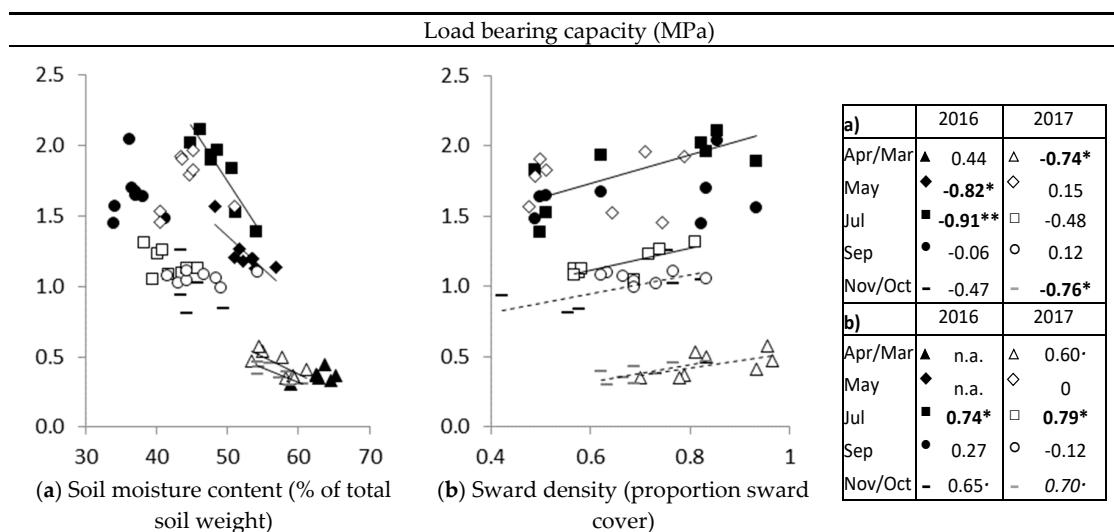 Load bearing capacity (MPa)
2.5
2.0
1.5
1.0
0.5
0.0
30 40 50 60 70
(a) Soil moisture content (% of total
soil weight)
2.5
2.0
1.5
1.0
0.5
0.0
0.4 0.6 0.8 1
(b) Sward density (proportion sward
cover)
a) 2016 2017
Apr/Mar ▲ 0.44 △ -0.74*
May ◆ -0.82* ◇ 0.15
Jul ■ -0.91** □ -0.48
Sep ● -0.06 ○ 0.12
Nov/Oct – -0.47 – -0.76*
b) 2016 2017
Apr/Mar ▲ n.a. △ 0.60·
May ◆ n.a. ◇ 0
Jul ■ 0.74* □ 0.79*
Sep ● 0.27 ○ -0.12
Nov/Oct – 0.65· – 0.70·